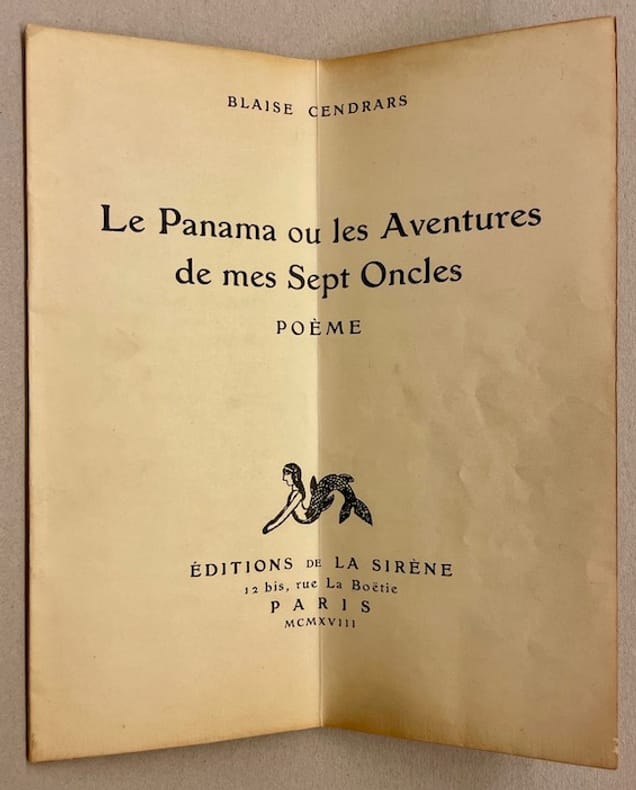 BLAISE CENDRARS
Le Panama ou les Aventures
de mes Sept Oncles
POÈME
ÉDITIONS DE LA SIRÈNE
12 bis, rue La Boëtie
PARIS
MCMXVIII